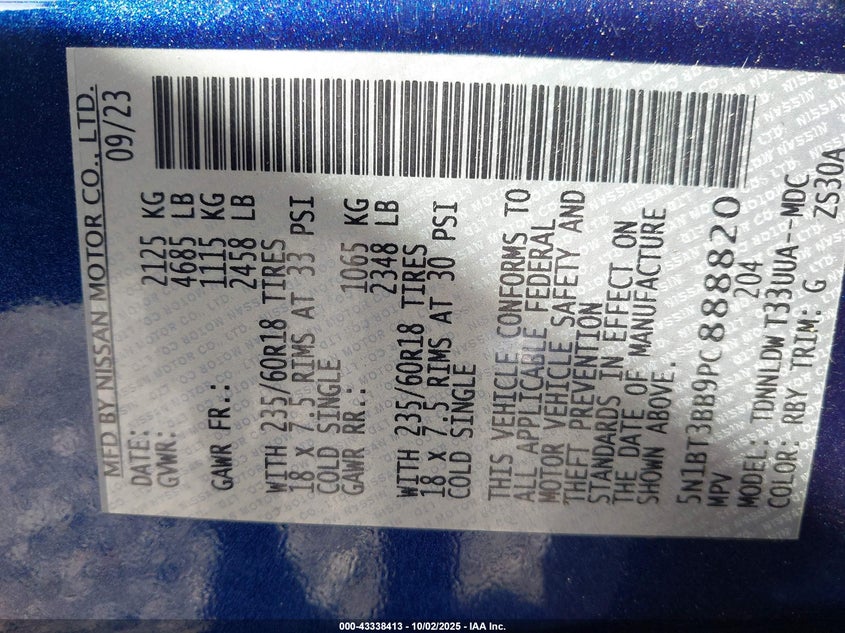 MFD BY NISSAN MOTOR CO., LTD.
DATE: 09/23
GVWR: 2125 KG
4685 LB
GAWR FR.: 1115 KG
2458 LB
WITH 235/60R18 TIRES
18 X 7.5 RIMS AT 33 PSI
COLD SINGLE
GAWR RR.: 1065 KG
2348 LB
WITH 235/60R18 TIRES
18 X 7.5 RIMS AT 30 PSI
COLD SINGLE
THIS VEHICLE CONFORMS TO
ALL APPLICABLE FEDERAL
MOTOR VEHICLE SAFETY AND
THEFT PREVENTION
STANDARDS IN EFFECT ON
THE DATE OF MANUFACTURE
SHOWN ABOVE.
5N1BT3BB9PC888820
MPV 204
MODEL: TDNNLDW T33UUA--MDC
COLOR: RBY TRIM: G ZS30A
000-43338413 - 10/02/2025 - IAA Inc.